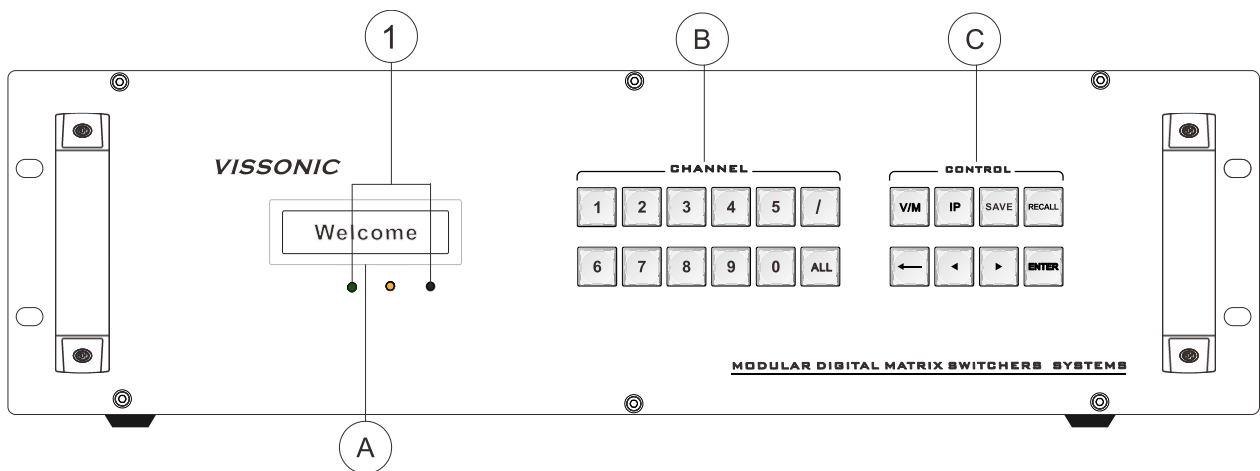 1
B
C
VISSONIC
CHANNEL
CONTROL
1 2 3 4 5 /
V/M IP SAVE RECALL
Welcome
6 7 8 9 0 ALL
← ◄ ► ENTER
MODULAR DIGITAL MATRIX SWITCHERS SYSTEMS
A